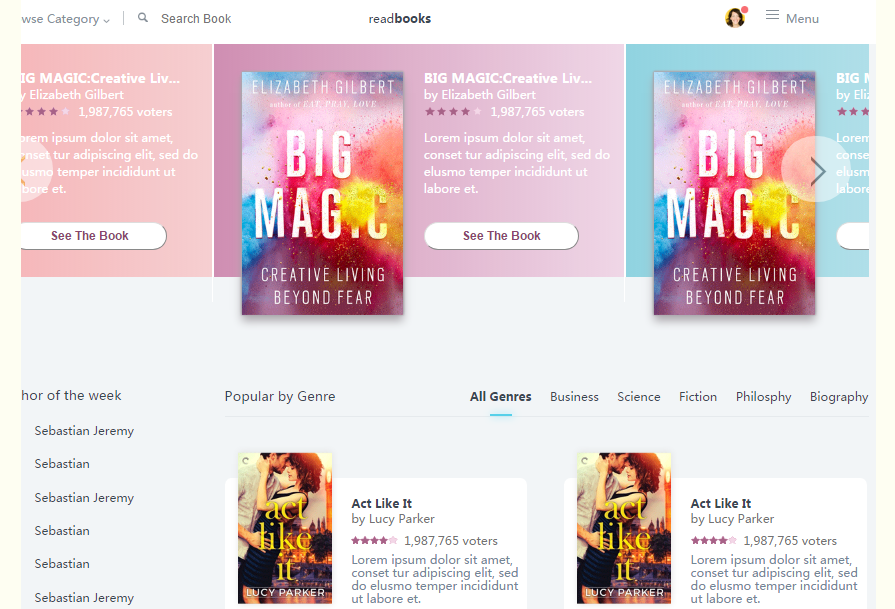 wse Category
Search Book
readbooks
Menu
IG MAGIC:Creative Liv...
y Elizabeth Gilbert
1,987,765 voters
orem ipsum dolor sit amet,
onset tur adipiscing elit, sed do
elusmo temper incididunt ut
labore et.
See The Book
ELIZABETH GILBERT
author of EAT, PRAY, LOVE
BIG
MAGIC
CREATIVE LIVING
BEYOND FEAR
BIG MAGIC:Creative Liv...
by Elizabeth Gilbert
1,987,765 voters
Lorem ipsum dolor sit amet,
conset tur adipiscing elit, sed do
elusmo temper incididunt ut
labore et.
See The Book
ELIZABETH GILBERT
author of EAT, PRAY, LOVE
BIG
MAGIC
CREATIVE LIVING
BEYOND FEAR
BIG M
by Eliz
Lorem
conset
elusm
labore
hor of the week
Sebastian Jeremy
Sebastian
Sebastian Jeremy
Sebastian
Sebastian
Sebastian Jeremy
Popular by Genre
All Genres Business Science Fiction Philosphy Biography
act
like
it
LUCY PARKER
Act Like It
by Lucy Parker
1,987,765 voters
Lorem ipsum dolor sit amet,
conset tur adipiscing elit, sed
do elusmo temper incididunt
ut labore et.
act
like
it
LUCY PARKER
Act Like It
by Lucy Parker
1,987,765 voters
Lorem ipsum dolor sit amet,
conset tur adipiscing elit, sed
do elusmo temper incididunt
ut labore et.